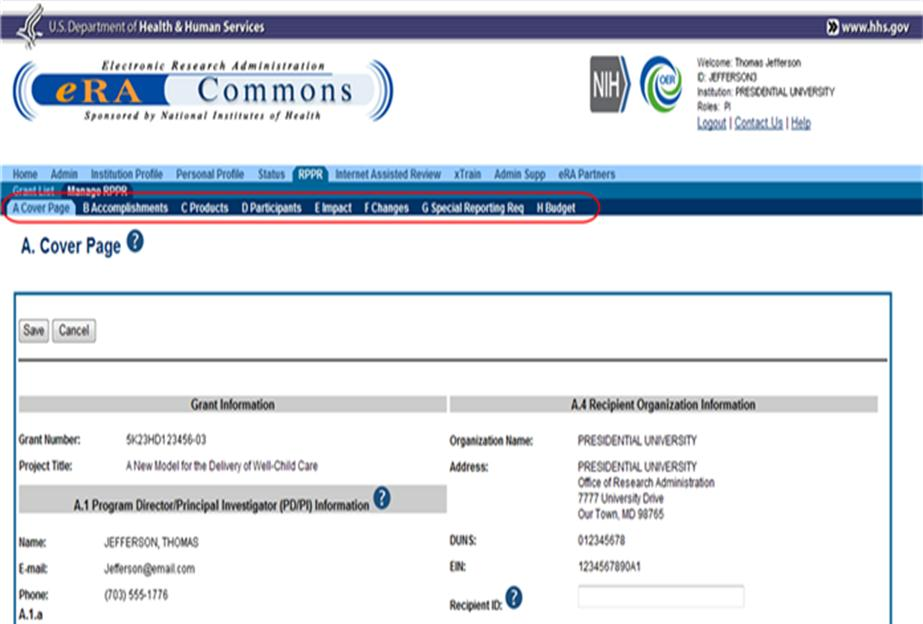 U.S. Department of Health & Human Services
www.hhs.gov
Electronic Research Administration
eRA Commons
Sponsored by National Institutes of Health
NIH
OER
Welcome: Thomas Jefferson
ID: JEFFERSON3
Institution: PRESIDENTIAL UNIVERSITY
Roles: PI
Logout | Contact Us | Help
Home Admin Institution Profile Personal Profile Status RPPR Internet Assisted Review xTrain Admin Supp eRA Partners
Grant List Manage RPPR
A Cover Page B Accomplishments C Products D Participants E Impact F Changes G Special Reporting Req H Budget
A. Cover Page ?
Save Cancel
Grant Information
Grant Number: 5K23HD123456-03
Project Title: A New Model for the Delivery of Well-Child Care
A.1 Program Director/Principal Investigator (PD/PI) Information ?
Name: JEFFERSON, THOMAS
E-mail: Jefferson@email.com
Phone: (703) 555-1776
A.1.a
A.4 Recipient Organization Information
Organization Name: PRESIDENTIAL UNIVERSITY
Address: PRESIDENTIAL UNIVERSITY
Office of Research Administration
7777 University Drive
Our Town, MD 98765
DUNS: 012345678
EIN: 1234567890A1
Recipient ID: ?